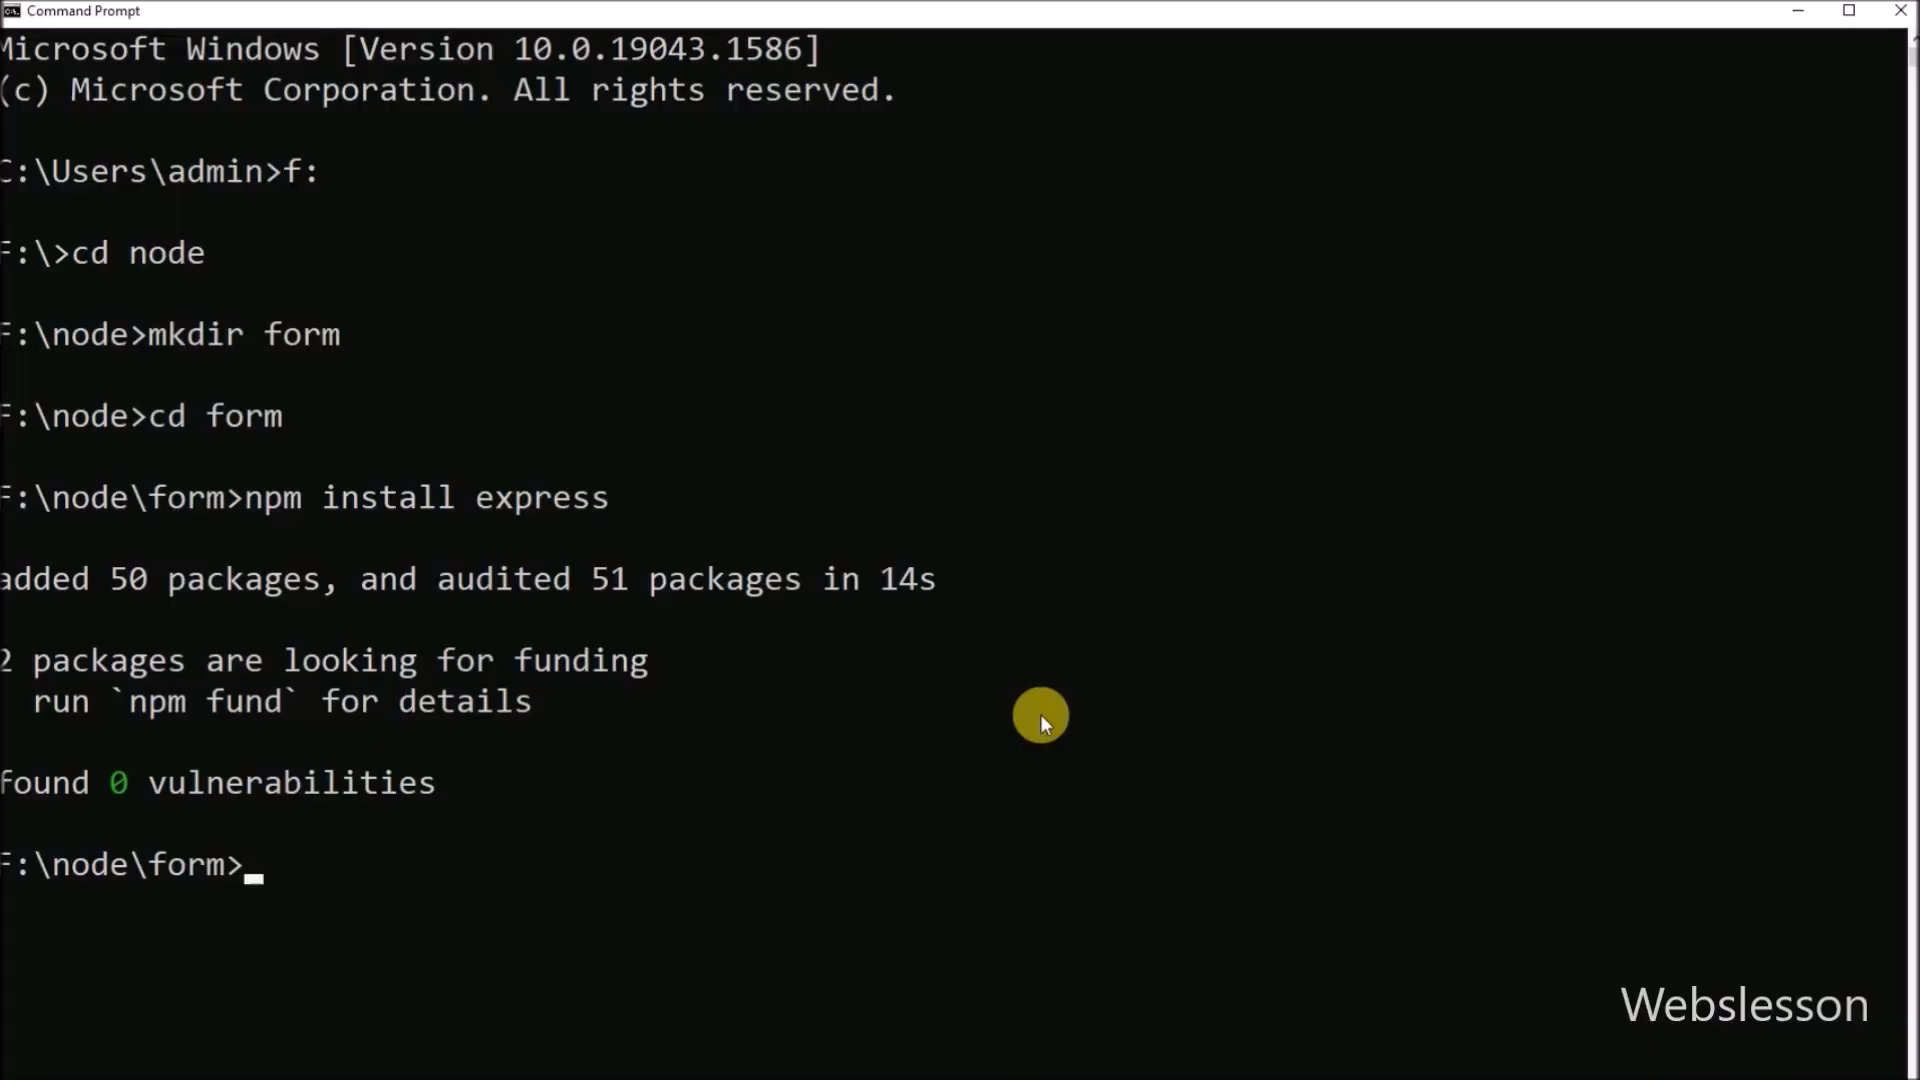 Command Prompt
Microsoft Windows [Version 10.0.19043.1586]
(c) Microsoft Corporation. All rights reserved.
C:\Users\admin>f:
F:\>cd node
F:\node>mkdir form
F:\node>cd form
F:\node\form>npm install express
added 50 packages, and audited 51 packages in 14s
2 packages are looking for funding
run `npm fund` for details
found 0 vulnerabilities
F:\node\form>
Webslesson